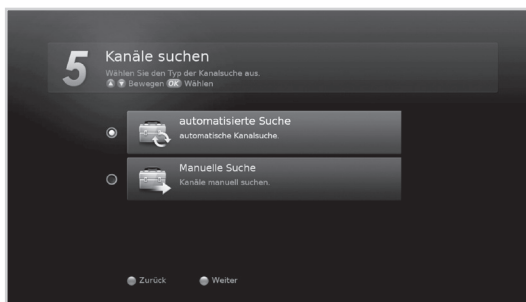 5
Kanäle suchen
Wählen Sie den Typ der Kanalsuche aus.
Bewegen OK Wählen
automatisierte Suche
automatische Kanalsuche.
Manuelle Suche
Kanäle manuell suchen.
Zurück Weiter